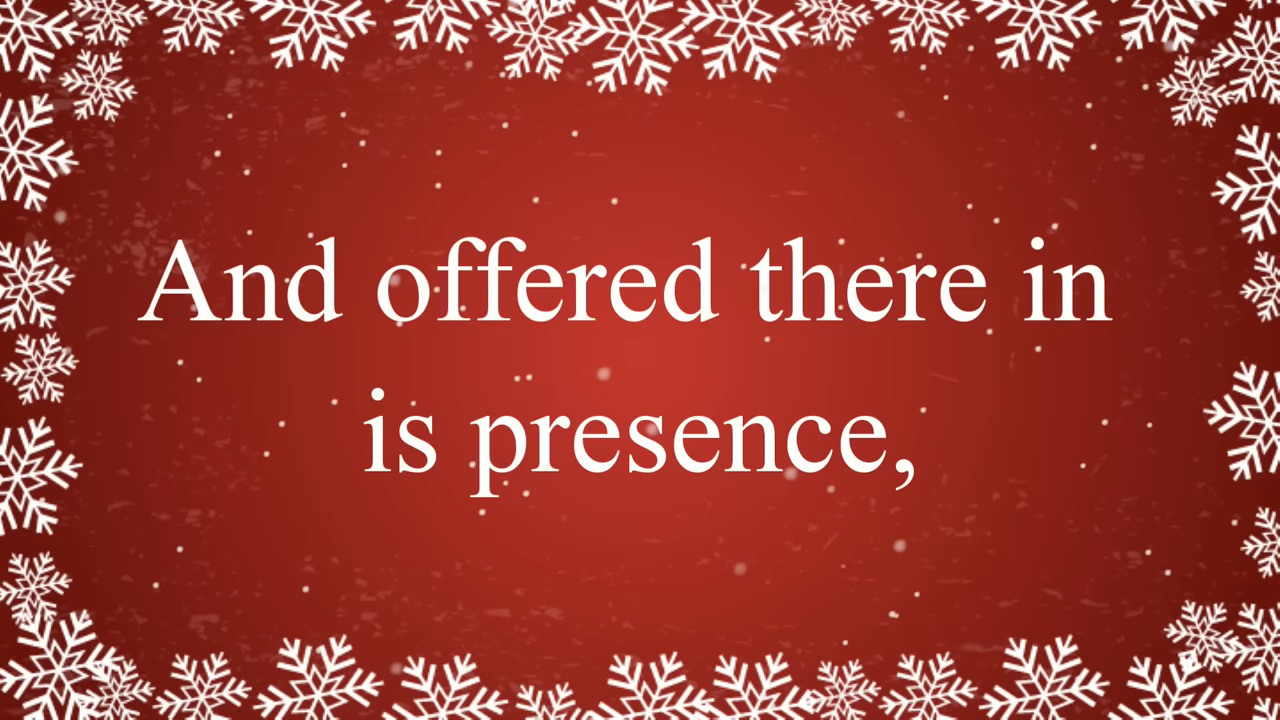 And offered there in
is presence,